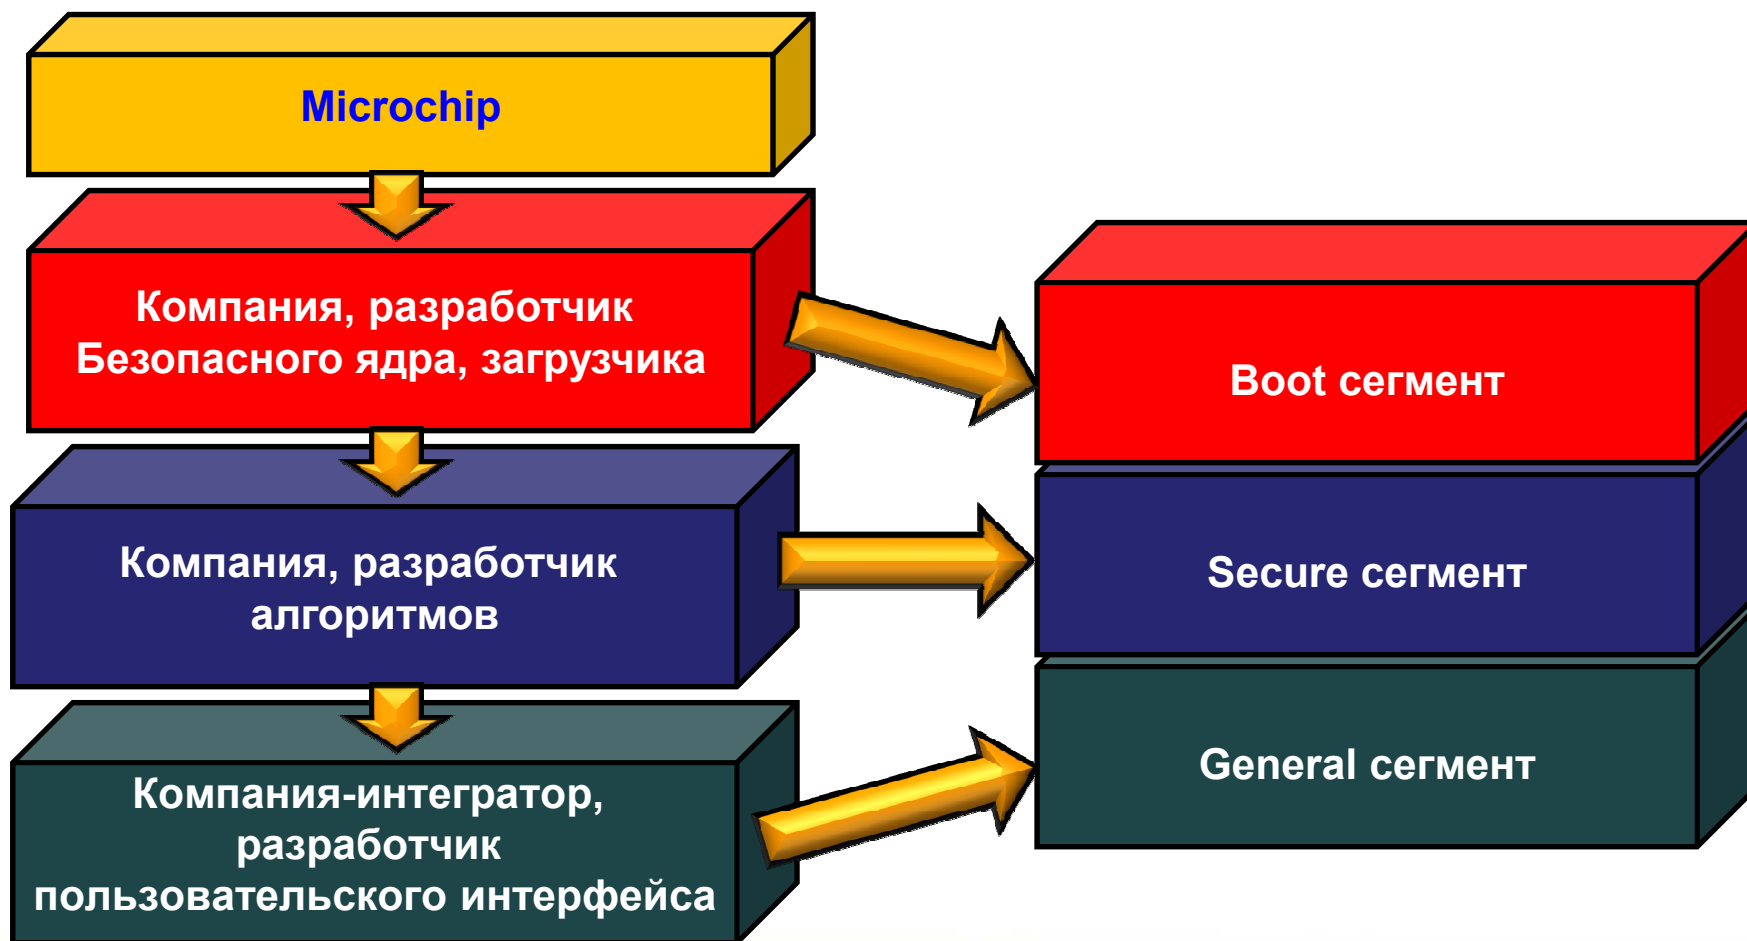 Microchip
Компания, разработчик
Безопасного ядра, загрузчика
Boot сегмент
Компания, разработчик
алгоритмов
Secure сегмент
Компания-интегратор,
разработчик
пользовательского интерфейса
General сегмент